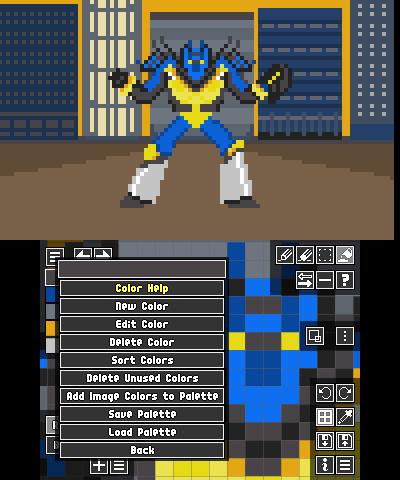 Color Help
New Color
Edit Color
Delete Color
Sort Colors
Delete Unused Colors
Add Image Colors to Palette
Save Palette
Load Palette
Back
?
i